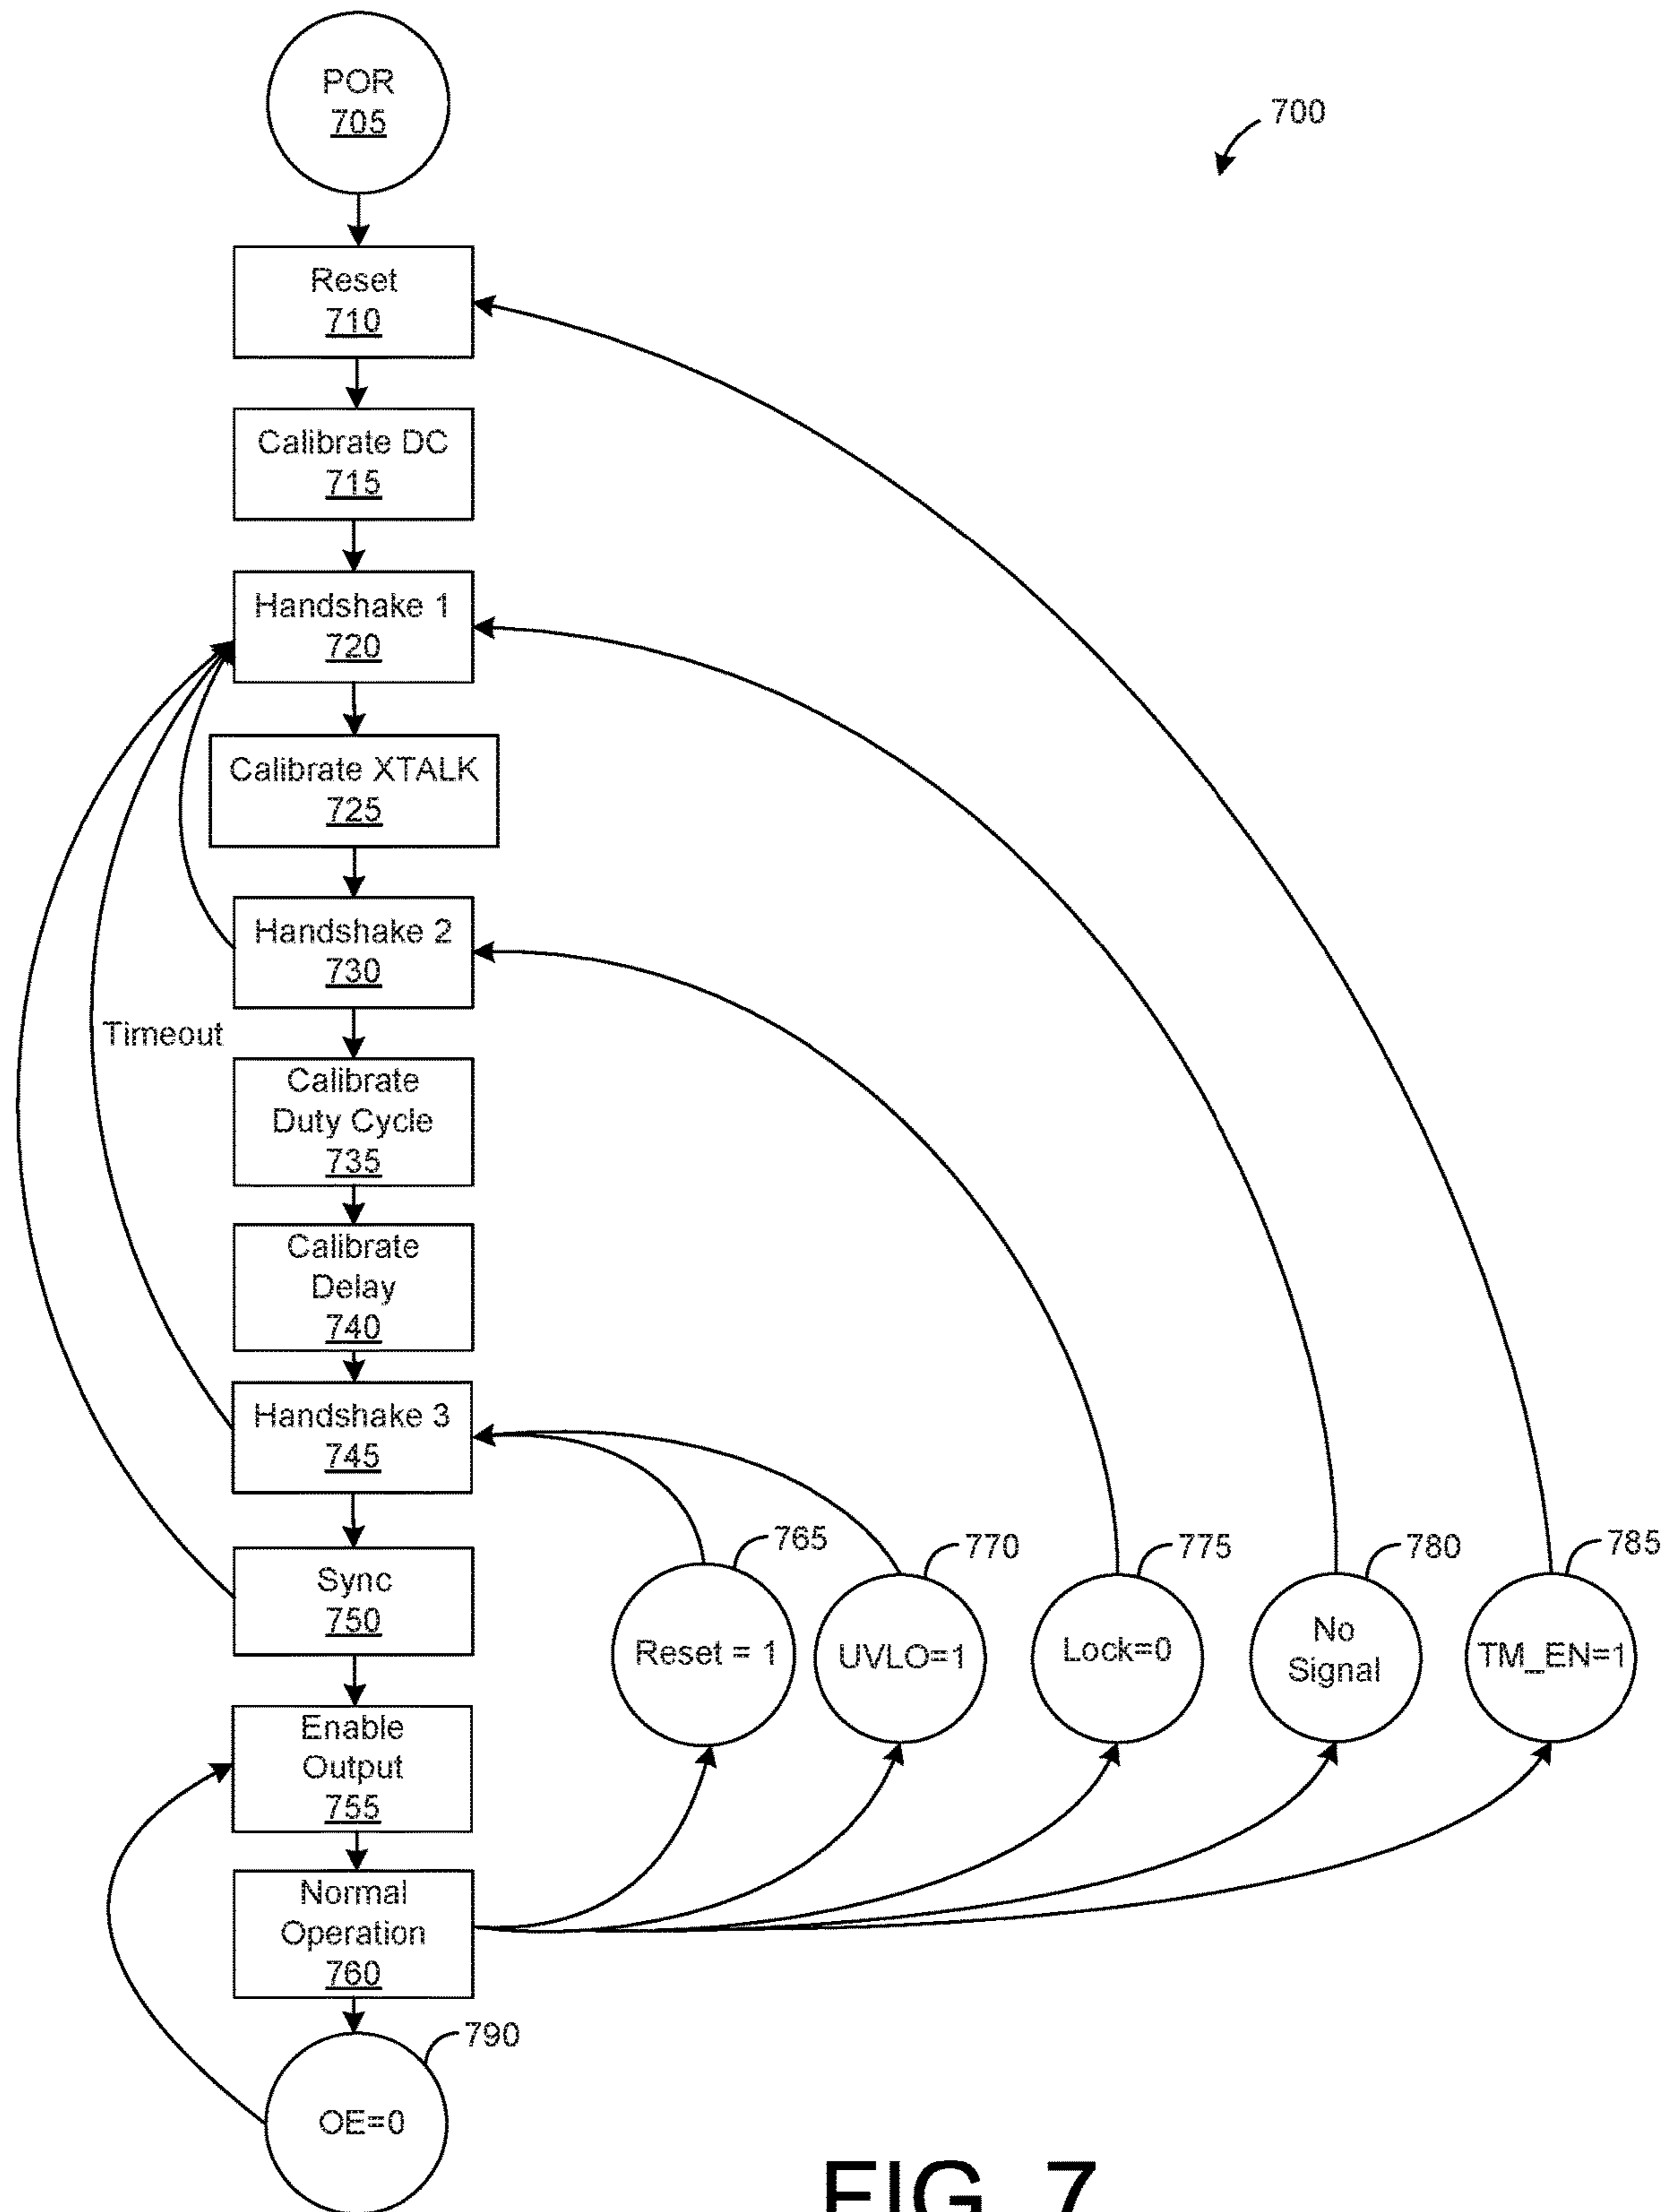 POR
705
700
Reset
710
Calibrate DC
715
Handshake 1
720
Calibrate XTALK
725
Handshake 2
730
Timeout
Calibrate
Duty Cycle
735
Calibrate
Delay
740
Handshake 3
745
Sync
750
765
770
775
780
785
Reset = 1
UVLO=1
Lock=0
No
Signal
TM_EN=1
Enable
Output
755
Normal
Operation
760
790
OE=0
FIG. 7